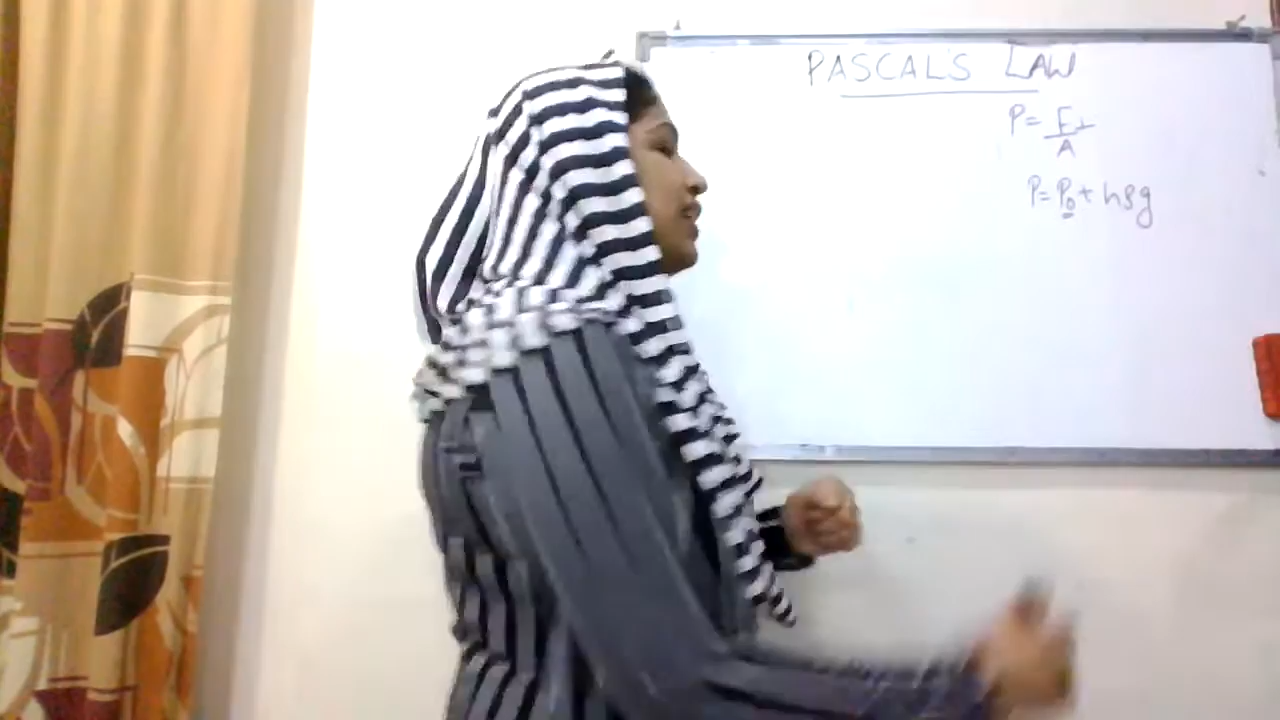 PASCAL'S LAW
P = F⊥/A
P = P₀ + hρg